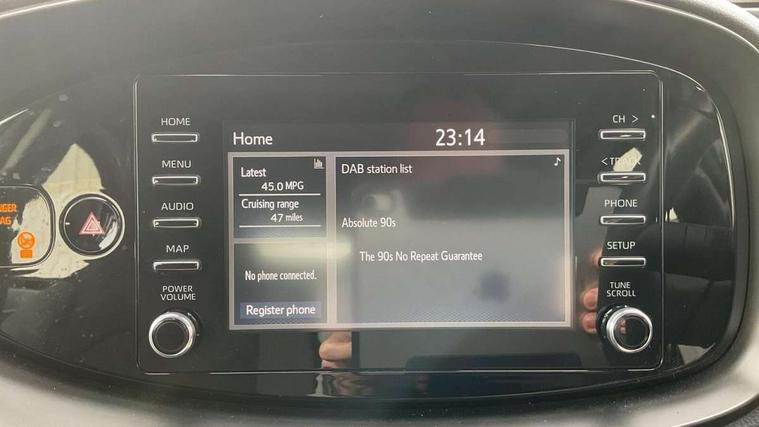 HOME
MENU
AUDIO
MAP
POWER
VOLUME
Home
23:14
Latest
45.0 MPG
Cruising range
47 miles
No phone connected.
Register phone
DAB station list
Absolute 90s
The 90s No Repeat Guarantee
CH >
< TRACK
PHONE
SETUP
TUNE
SCROLL